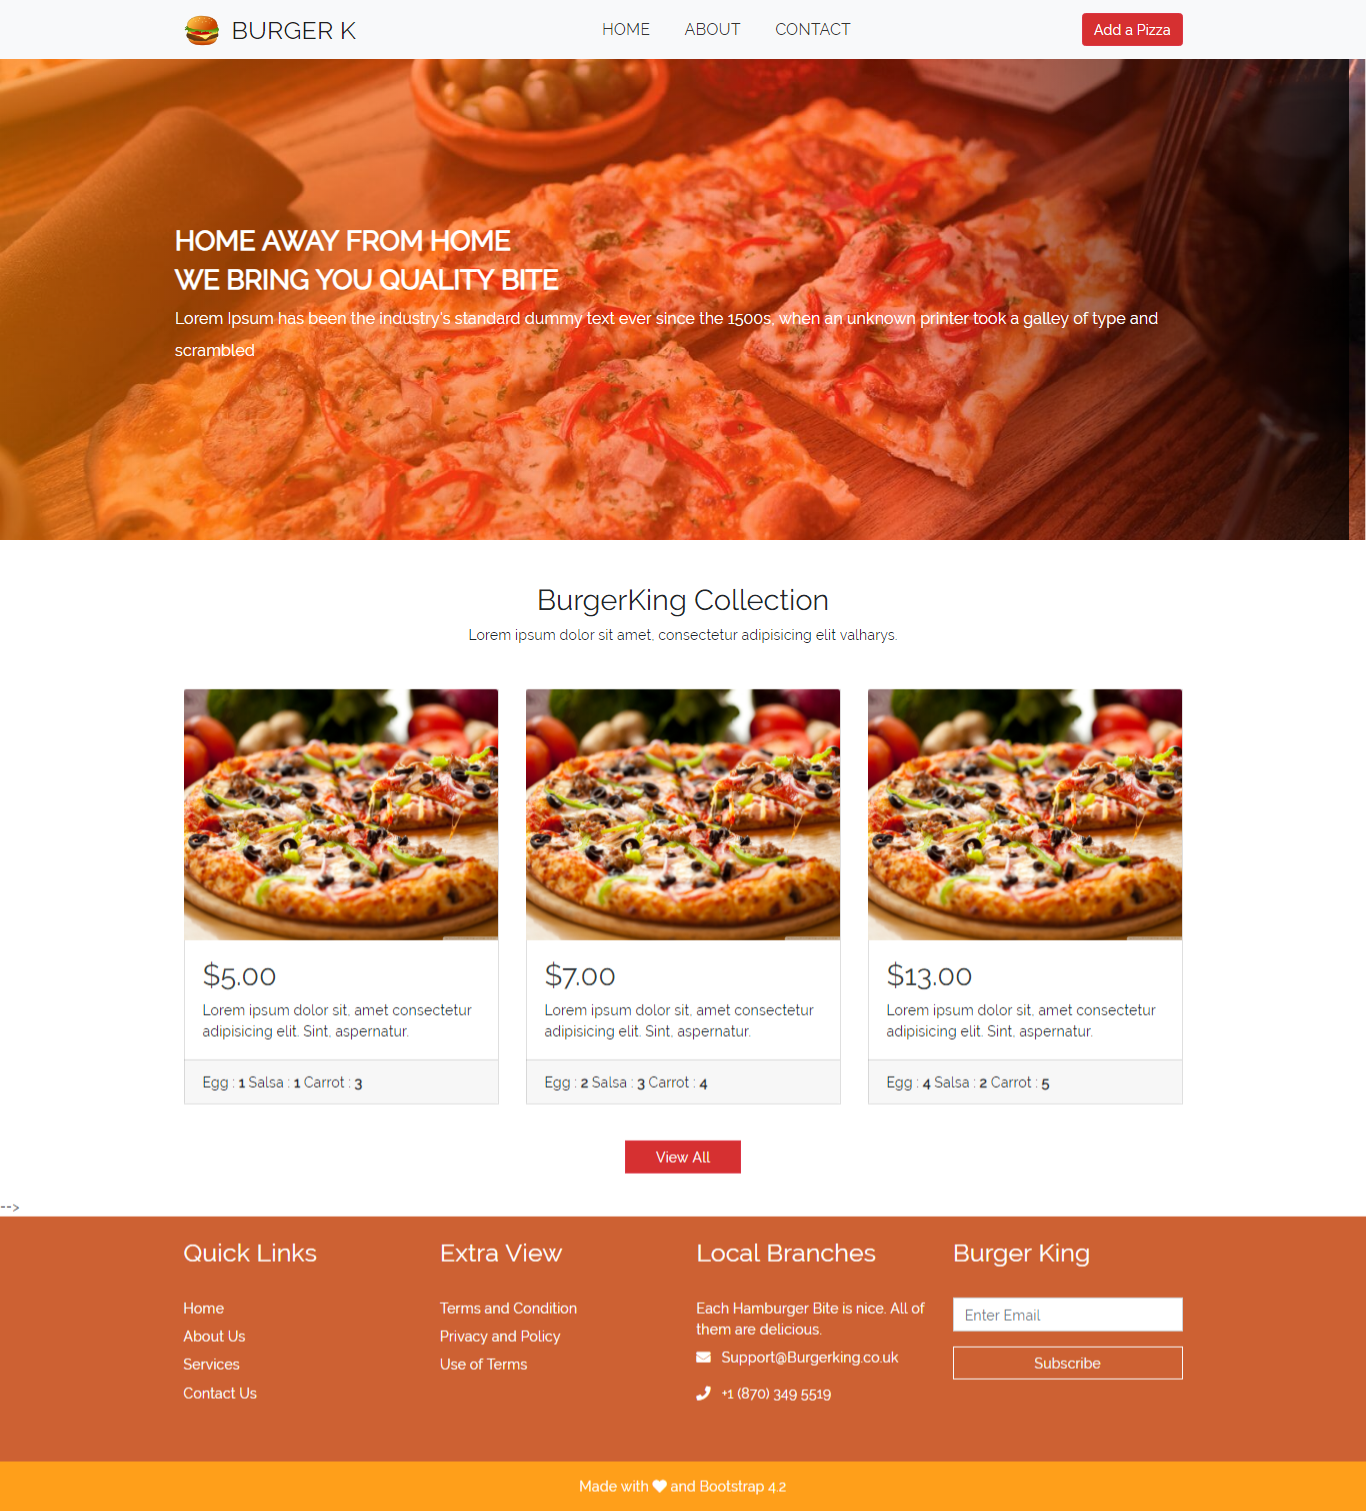 BURGER K
HOME ABOUT CONTACT
Add a Pizza
HOME AWAY FROM HOME
WE BRING YOU QUALITY BITE
Lorem Ipsum has been the industry's standard dummy text ever since the 1500s, when an unknown printer took a galley of type and
scrambled
BurgerKing Collection
Lorem ipsum dolor sit amet, consectetur adipisicing elit valharys.
$5.00
Lorem ipsum dolor sit, amet consectetur
adipisicing elit. Sint, aspernatur.
Egg : 1 Salsa : 1 Carrot : 3
$7.00
Lorem ipsum dolor sit, amet consectetur
adipisicing elit. Sint, aspernatur.
Egg : 2 Salsa : 3 Carrot : 4
$13.00
Lorem ipsum dolor sit, amet consectetur
adipisicing elit. Sint, aspernatur.
Egg : 4 Salsa : 2 Carrot : 5
View All
-->
Quick Links
Home
About Us
Services
Contact Us
Extra View
Terms and Condition
Privacy and Policy
Use of Terms
Local Branches
Each Hamburger Bite is nice. All of
them are delicious.
Support@Burgerking.co.uk
+1 (870) 349 5519
Burger King
Enter Email
Subscribe
Made with and Bootstrap 4.2